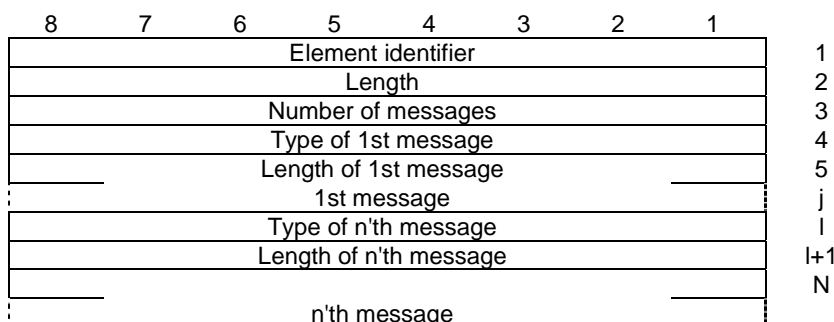 8 7 6 5 4 3 2 1
Element identifier 1
Length 2
Number of messages 3
Type of 1st message 4
Length of 1st message 5
1st message j
Type of n'th message l
Length of n'th message l+1
N
n'th message